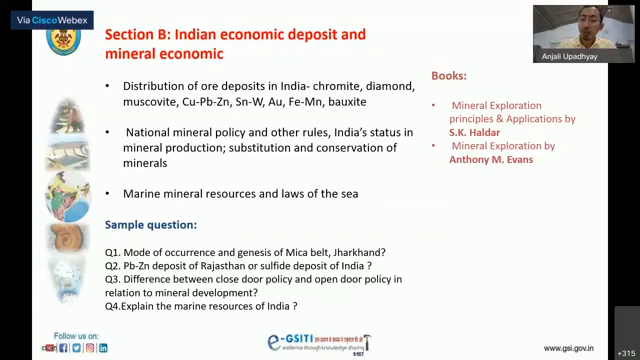 Via Cisco Webex
Section B: Indian economic deposit and
mineral economic
• Distribution of ore deposits in India- chromite, diamond,
muscovite, Cu-Pb-Zn, Sn-W, Au, Fe-Mn, bauxite
• National mineral policy and other rules, India's status in
mineral production; substitution and conservation of
minerals
• Marine mineral resources and laws of the sea
Sample question:
Q1. Mode of occurrence and genesis of Mica belt, Jharkhand?
Q2. Pb-Zn deposit of Rajasthan or sulfide deposit of India ?
Q3. Difference between close door policy and open door policy in
relation to mineral development?
Q4.Explain the marine resources of India ?
Books:
• Mineral Exploration
principles & Applications by
S.K. Haldar
• Mineral Exploration by
Anthony M. Evans
Anjali Upadhyay
Follow us on:
e-GSITI
excellence through knowledge sharing
www.gsi.gov.in
+315